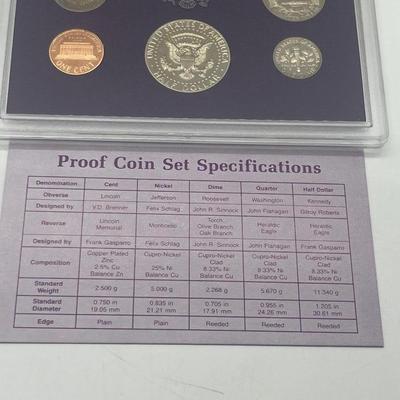 UNITED STATES OF AMERICA
HALF DOLLAR
ONE CENT
Proof Coin Set Specifications
Denomination Cent Nickel Dime Quarter Half Dollar
Obverse Lincoln Jefferson Roosevelt Washington Kennedy
Designed by V.D. Brenner Felix Schlag John R. Sinnock John Flanagan Gilroy Roberts
Reverse Lincoln Memorial Monticello Torch, Olive Branch Oak Branch Heraldic Eagle Heraldic Eagle
Designed by Frank Gasparro Felix Schlag John R. Sinnock John Flanagan Frank Gasparro
Composition Copper Plated Zinc 2.5% Cu Balance Zn Cupro-Nickel 25% Ni Balance Cu Cupro-Nickel Clad 8.33% Ni Balance Cu Cupro-Nickel Clad 8.33% Ni Balance Cu Cupro-Nickel Clad 8.33% Ni Balance Cu
Standard Weight 2.500 g 5.000 g 2.268 g 5.670 g 11.340 g
Standard Diameter 0.750 in 19.05 mm 0.835 in 21.21 mm 0.705 in 17.91 mm 0.955 in 24.26 mm 1.205 in 30.61 mm
Edge Plain Plain Reeded Reeded Reeded